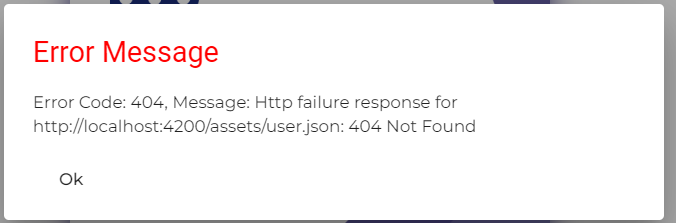 Error Message
Error Code: 404, Message: Http failure response for
http://localhost:4200/assets/user.json: 404 Not Found
Ok